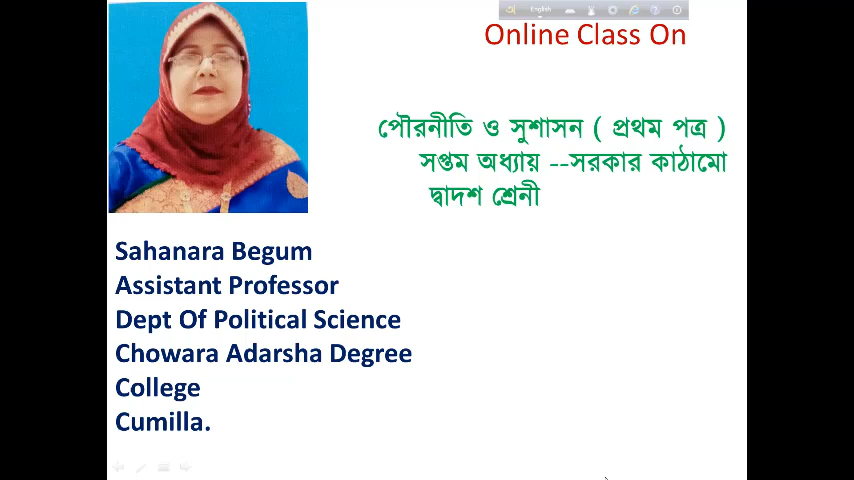 English
Online Class On
পৌরনীতি ও সুশাসন ( প্রথম পত্র )
সপ্তম অধ্যায় --সরকার কাঠামো
দ্বাদশ শ্রেনী
Sahanara Begum
Assistant Professor
Dept Of Political Science
Chowara Adarsha Degree
College
Cumilla.